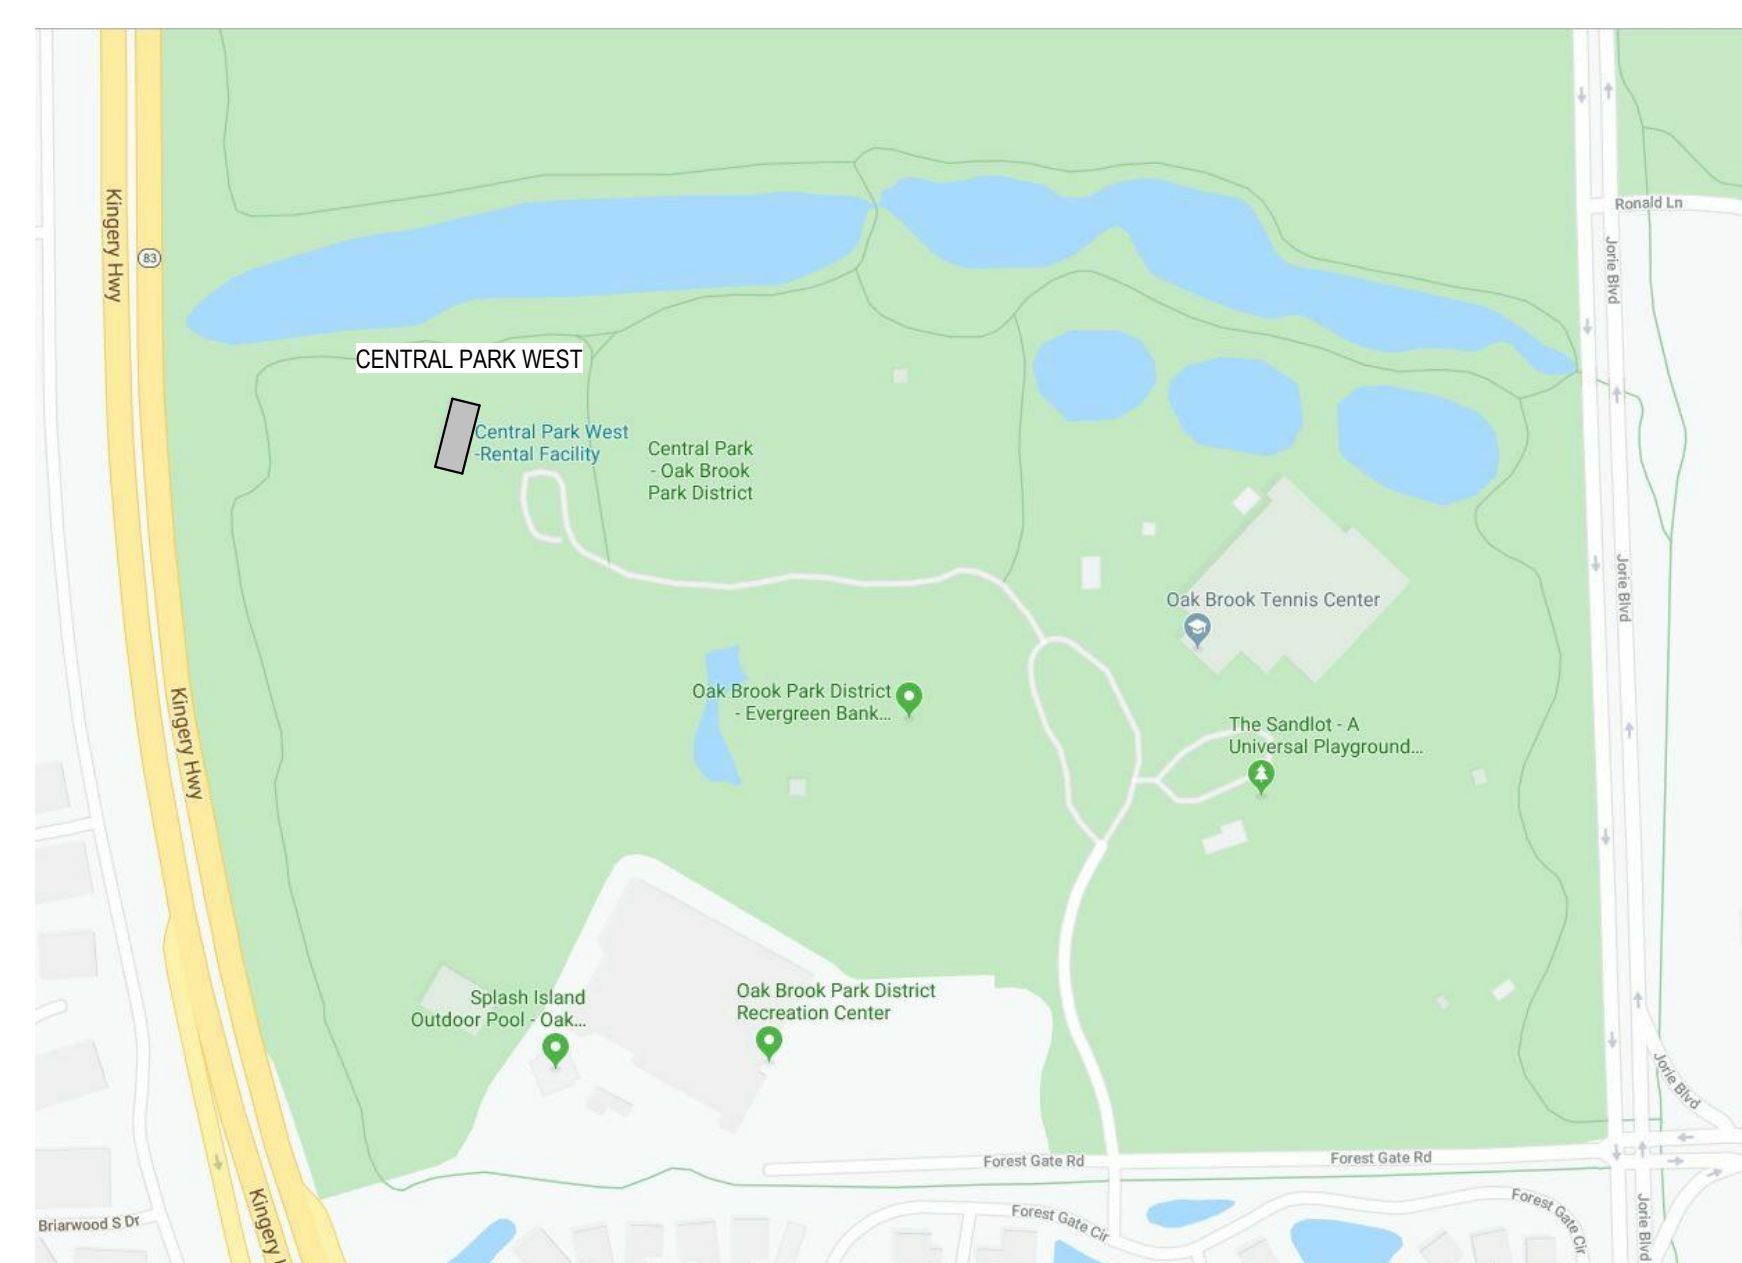 Ronald Ln
Kingery Hwy
83
Jorie Blvd
CENTRAL PARK WEST
Central Park West
-Rental Facility
Central Park
- Oak Brook
Park District
Oak Brook Tennis Center
Jorie Blvd
Kingery Hwy
Oak Brook Park District
- Evergreen Bank...
The Sandlot - A
Universal Playground...
Splash Island
Outdoor Pool - Oak...
Oak Brook Park District
Recreation Center
Jorie Blvd
Forest Gate Rd
Forest Gate Rd
Briarwood S Dr
Kingery
Forest Gate Cir
Forest Gate Cir
Jorie Blvd